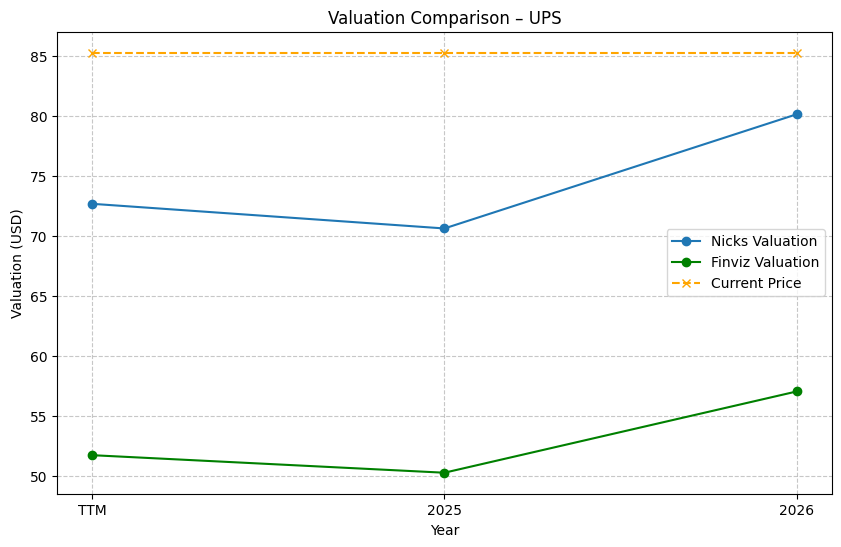 Valuation Comparison – UPS
Valuation (USD)
85
80
75
70
65
60
55
50
Nicks Valuation
Finviz Valuation
Current Price
TTM
2025
2026
Year